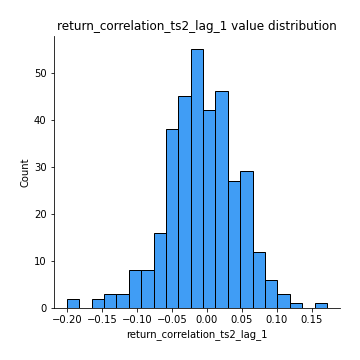 return_correlation_ts2_lag_1 value distribution
Count
50
40
30
20
10
0
−0.20 −0.15 −0.10 −0.05 0.00 0.05 0.10 0.15
return_correlation_ts2_lag_1